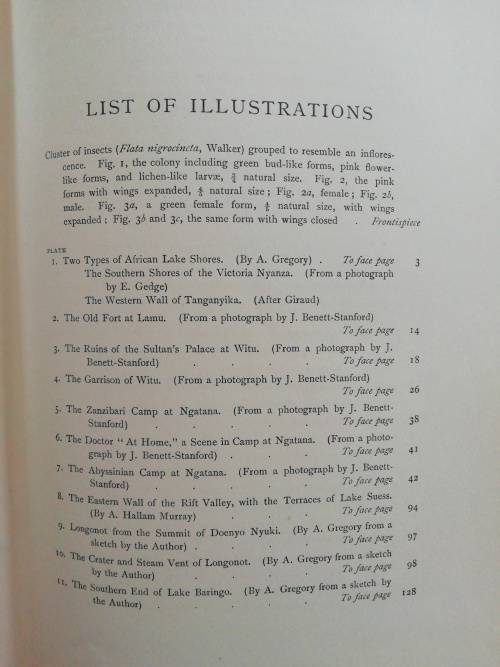 LIST OF ILLUSTRATIONS
Cluster of insects (Flata nigrocincta, Walker) grouped to resemble an inflores-
cence. Fig. 1, the colony including green bud-like forms, pink flower-
like forms, and lichen-like larvæ, natural size. Fig. 2, the pink
forms with wings expanded, natural size; Fig. 2a, female; Fig. 2b,
male. Fig. 3a, a green female form, natural size, with wings
expanded; Fig. 3b and 3c, the same form with wings closed . Frontispiece
PLATE
1. Two Types of African Lake Shores. (By A. Gregory) . To face page 3
The Southern Shores of the Victoria Nyanza. (From a photograph
by E. Gedge)
The Western Wall of Tanganyika. (After Giraud)
2. The Old Fort at Lamu. (From a photograph by J. Benett-Stanford)
To face page 14
3. The Ruins of the Sultan's Palace at Witu. (From a photograph by J.
Benett-Stanford) . . . . To face page 18
4. The Garrison of Witu. (From a photograph by J. Benett-Stanford)
To face page 26
5. The Zanzibari Camp at Ngatana. (From a photograph by J. Benett-
Stanford) . . . . . To face page 38
6. The Doctor "At Home," a Scene in Camp at Ngatana. (From a photo-
graph by J. Benett-Stanford) . . . To face page 41
7. The Abyssinian Camp at Ngatana. (From a photograph by J. Benett-
Stanford) . . . . . To face page 42
8. The Eastern Wall of the Rift Valley, with the Terraces of Lake Suess.
(By A. Hallam Murray) . . . To face page 94
9. Longonot from the Summit of Doenyo Nyuki. (By A. Gregory from a
sketch by the Author) . . . . To face page 97
10. The Crater and Steam Vent of Longonot. (By A. Gregory from a sketch
by the Author) . . . . To face page 98
11. The Southern End of Lake Baringo. (By A. Gregory from a sketch by
the Author) . . . . To face page 128